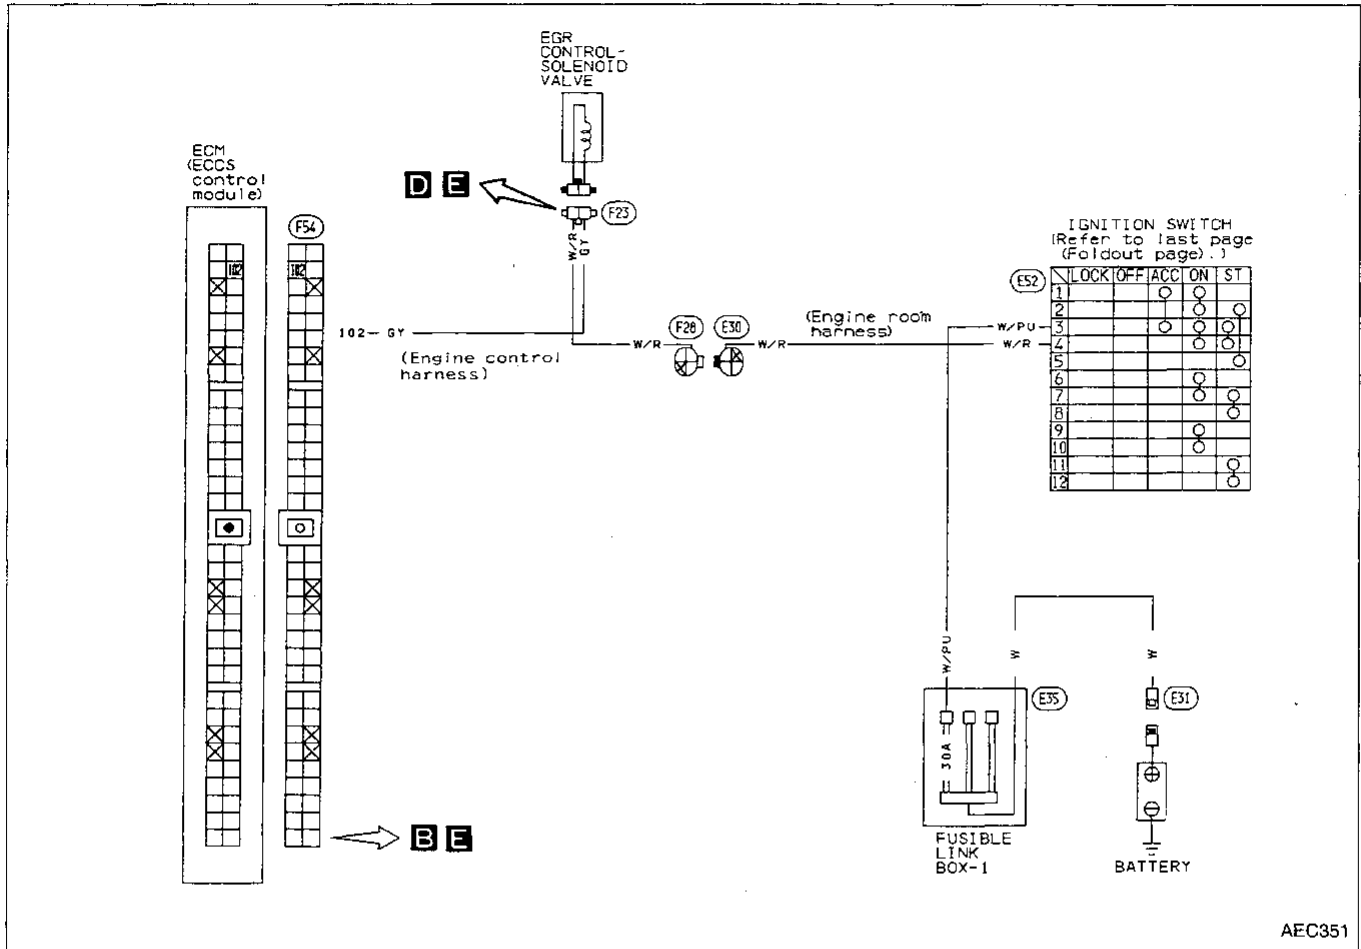 EGR
CONTROL-
SOLENOID
VALVE
ECM
(ECCS
control
module)
D E
F23
F54
W/R
GY
102
102
IGNITION SWITCH
(Refer to last page
(Foldout page).)
E52
LOCK OFF ACC ON ST
1
2
3
4
5
6
7
8
9
10
11
12
102- GY
(Engine control
harness)
W/R
F28
E30
W/R
(Engine room
harness)
W/PU
W/R
W/PU
W
W
E35
E31
30A
B E
FUSIBLE
LINK
BOX-1
BATTERY
AEC351